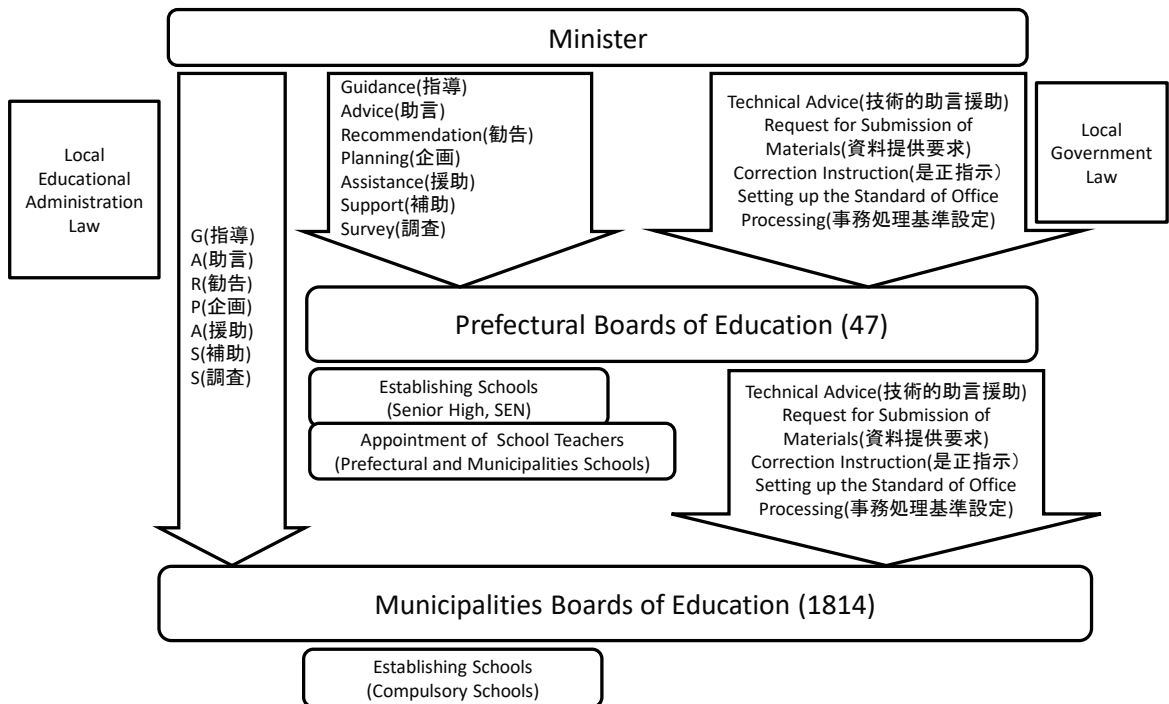 Minister
Local
Educational
Administration
Law
Guidance(指導)
Advice(助言)
Recommendation(勧告)
Planning(企画)
Assistance(援助)
Support(補助)
Survey(調査)
Technical Advice(技術的助言援助)
Request for Submission of
Materials(資料提供要求)
Correction Instruction(是正指示)
Setting up the Standard of Office
Processing(事務処理基準設定)
Local
Government
Law
G(指導)
A(助言)
R(勧告)
P(企画)
A(援助)
S(補助)
S(調査)
Prefectural Boards of Education (47)
Establishing Schools
(Senior High, SEN)
Appointment of School Teachers
(Prefectural and Municipalities Schools)
Technical Advice(技術的助言援助)
Request for Submission of
Materials(資料提供要求)
Correction Instruction(是正指示)
Setting up the Standard of Office
Processing(事務処理基準設定)
Municipalities Boards of Education (1814)
Establishing Schools
(Compulsory Schools)